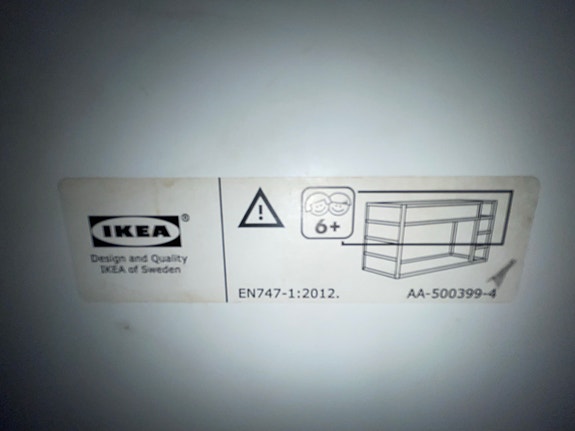 IKEA®
Design and Quality
IKEA of Sweden
6+
EN747-1:2012.
AA-500399-4